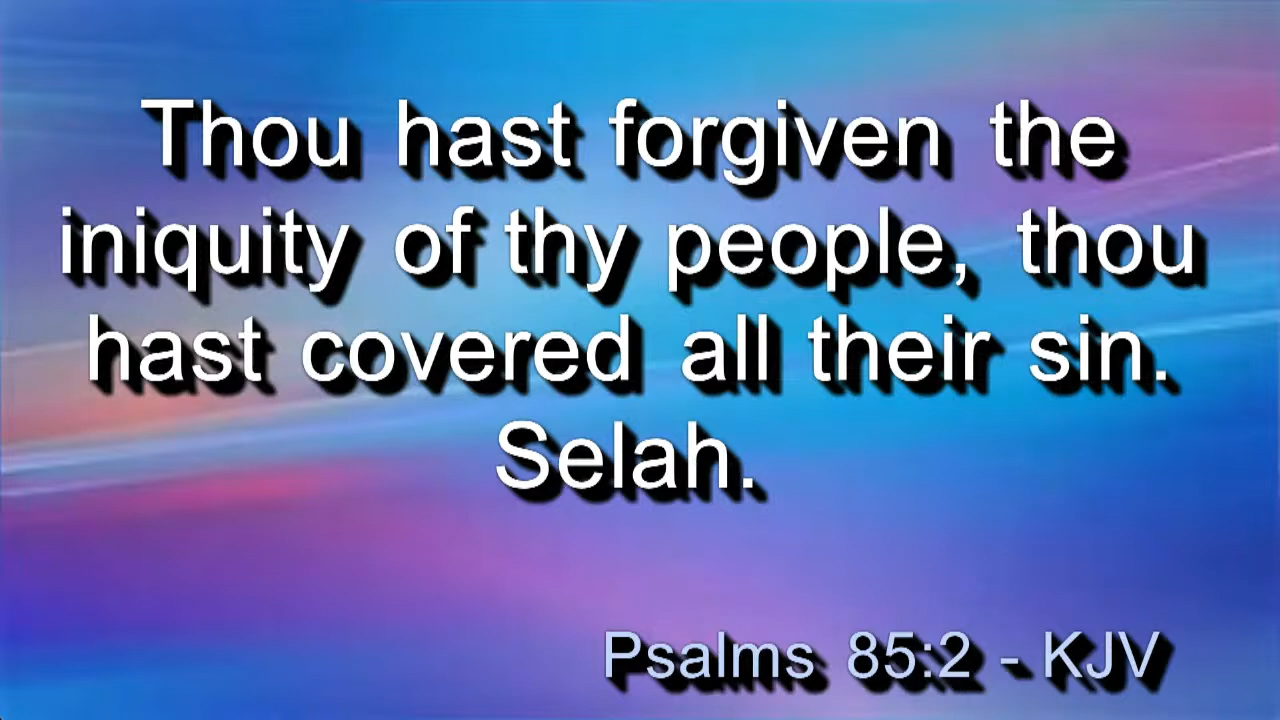 Thou hast forgiven the
iniquity of thy people, thou
hast covered all their sin.
Selah.
Psalms 85:2 - KJV